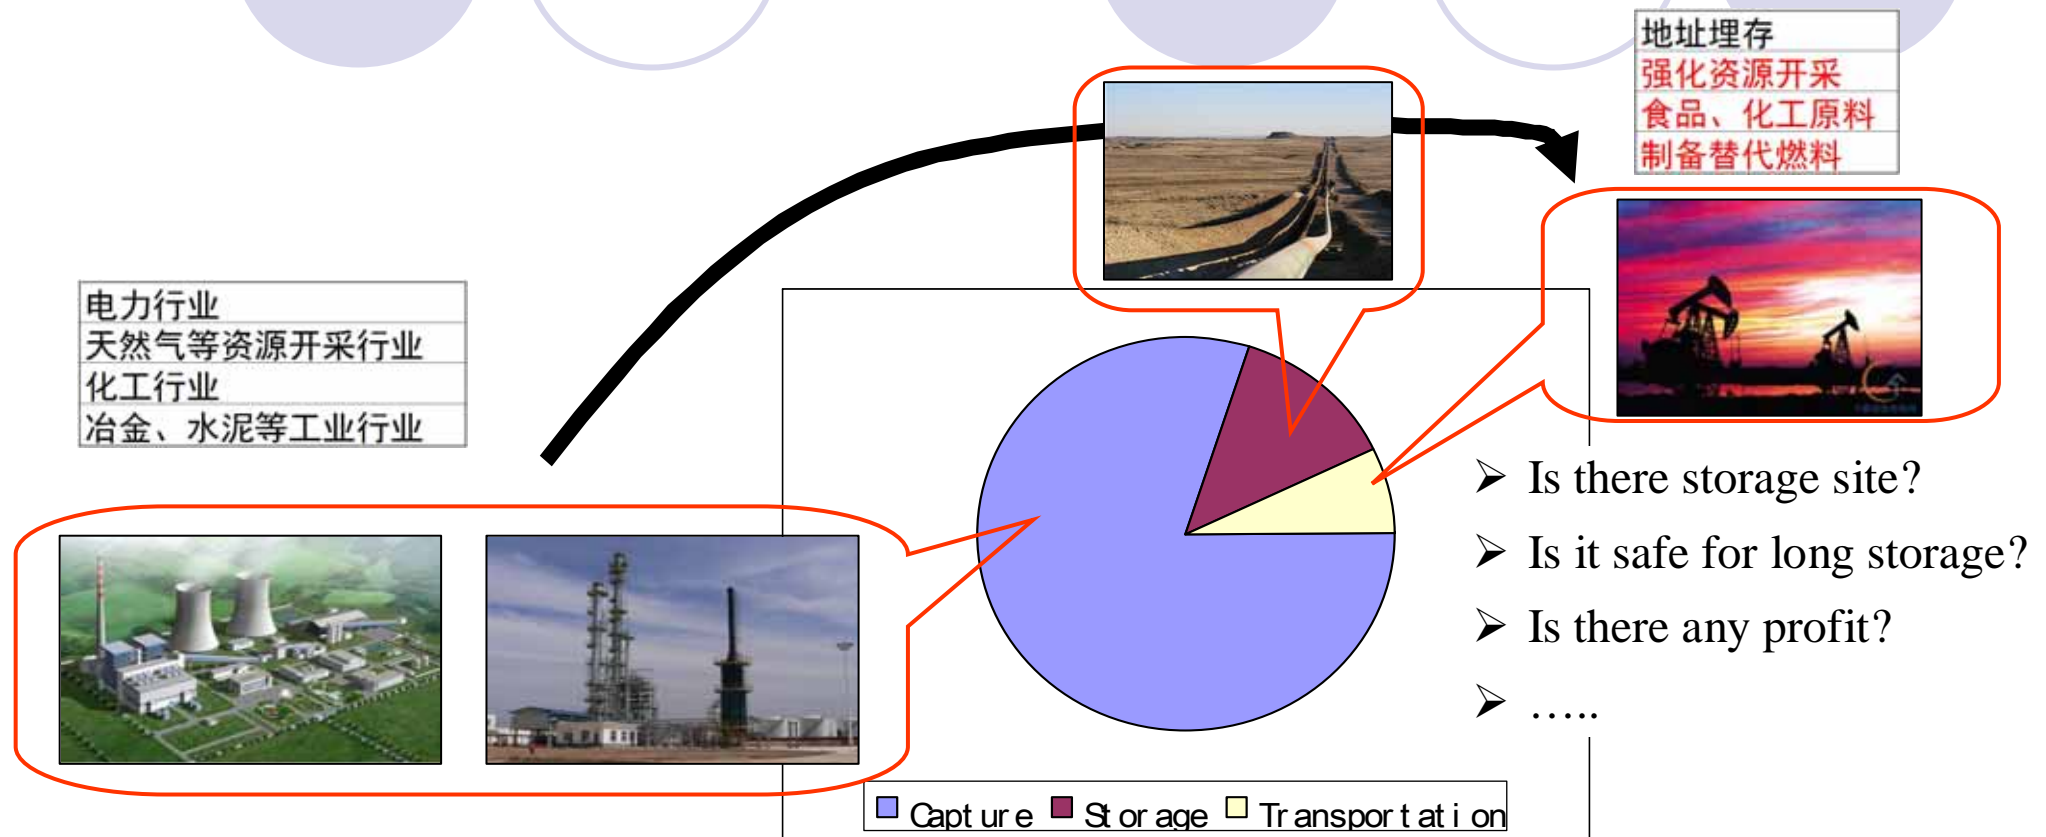 地址埋存
强化资源开采
食品、化工原料
制备替代燃料
电力行业
天然气等资源开采行业
化工行业
冶金、水泥等工业行业
Is there storage site?
Is it safe for long storage?
Is there any profit?
…..
Capture Storage Transportation